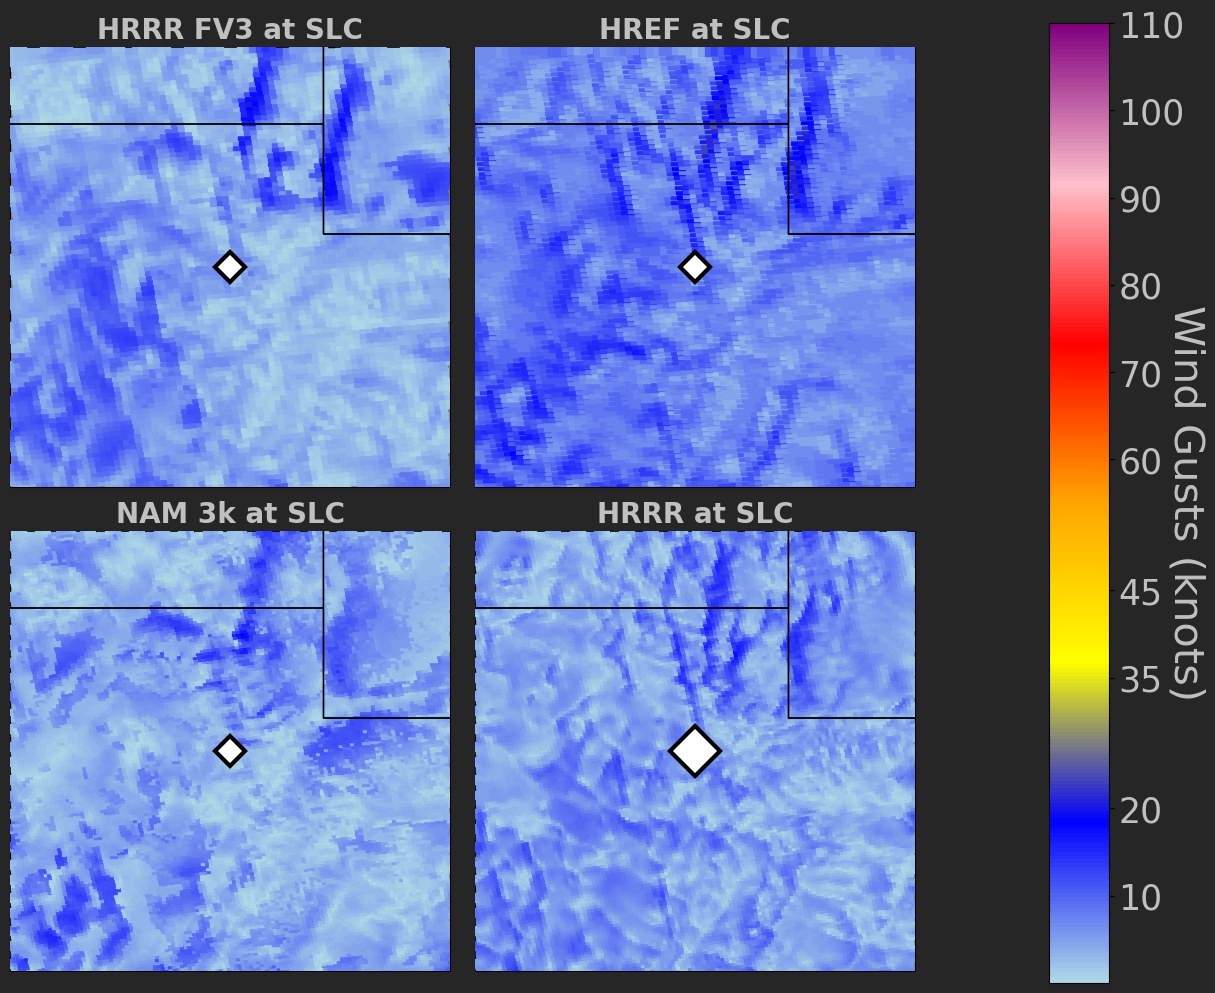 HRRR FV3 at SLC
HREF at SLC
NAM 3k at SLC
HRRR at SLC
110
100
90
80
70
60
45
35
20
10
Wind Gusts (knots)